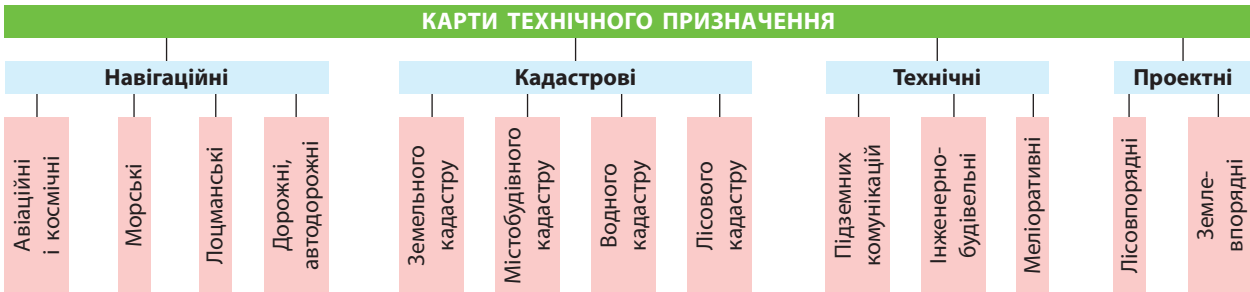 КАРТИ ТЕХНІЧНОГО ПРИЗНАЧЕННЯ
Навігаційні
Кадастрові
Технічні
Проектні
Авіаційні
і космічні
Морські
Лоцманські
Дорожні,
автодорожні
Земельного
кадастру
Містобудівного
кадастру
Водного
кадастру
Лісового
кадастру
Підземних
комунікацій
Інженерно-
будівельні
Меліоративні
Лісовпорядні
Земле-
впорядні